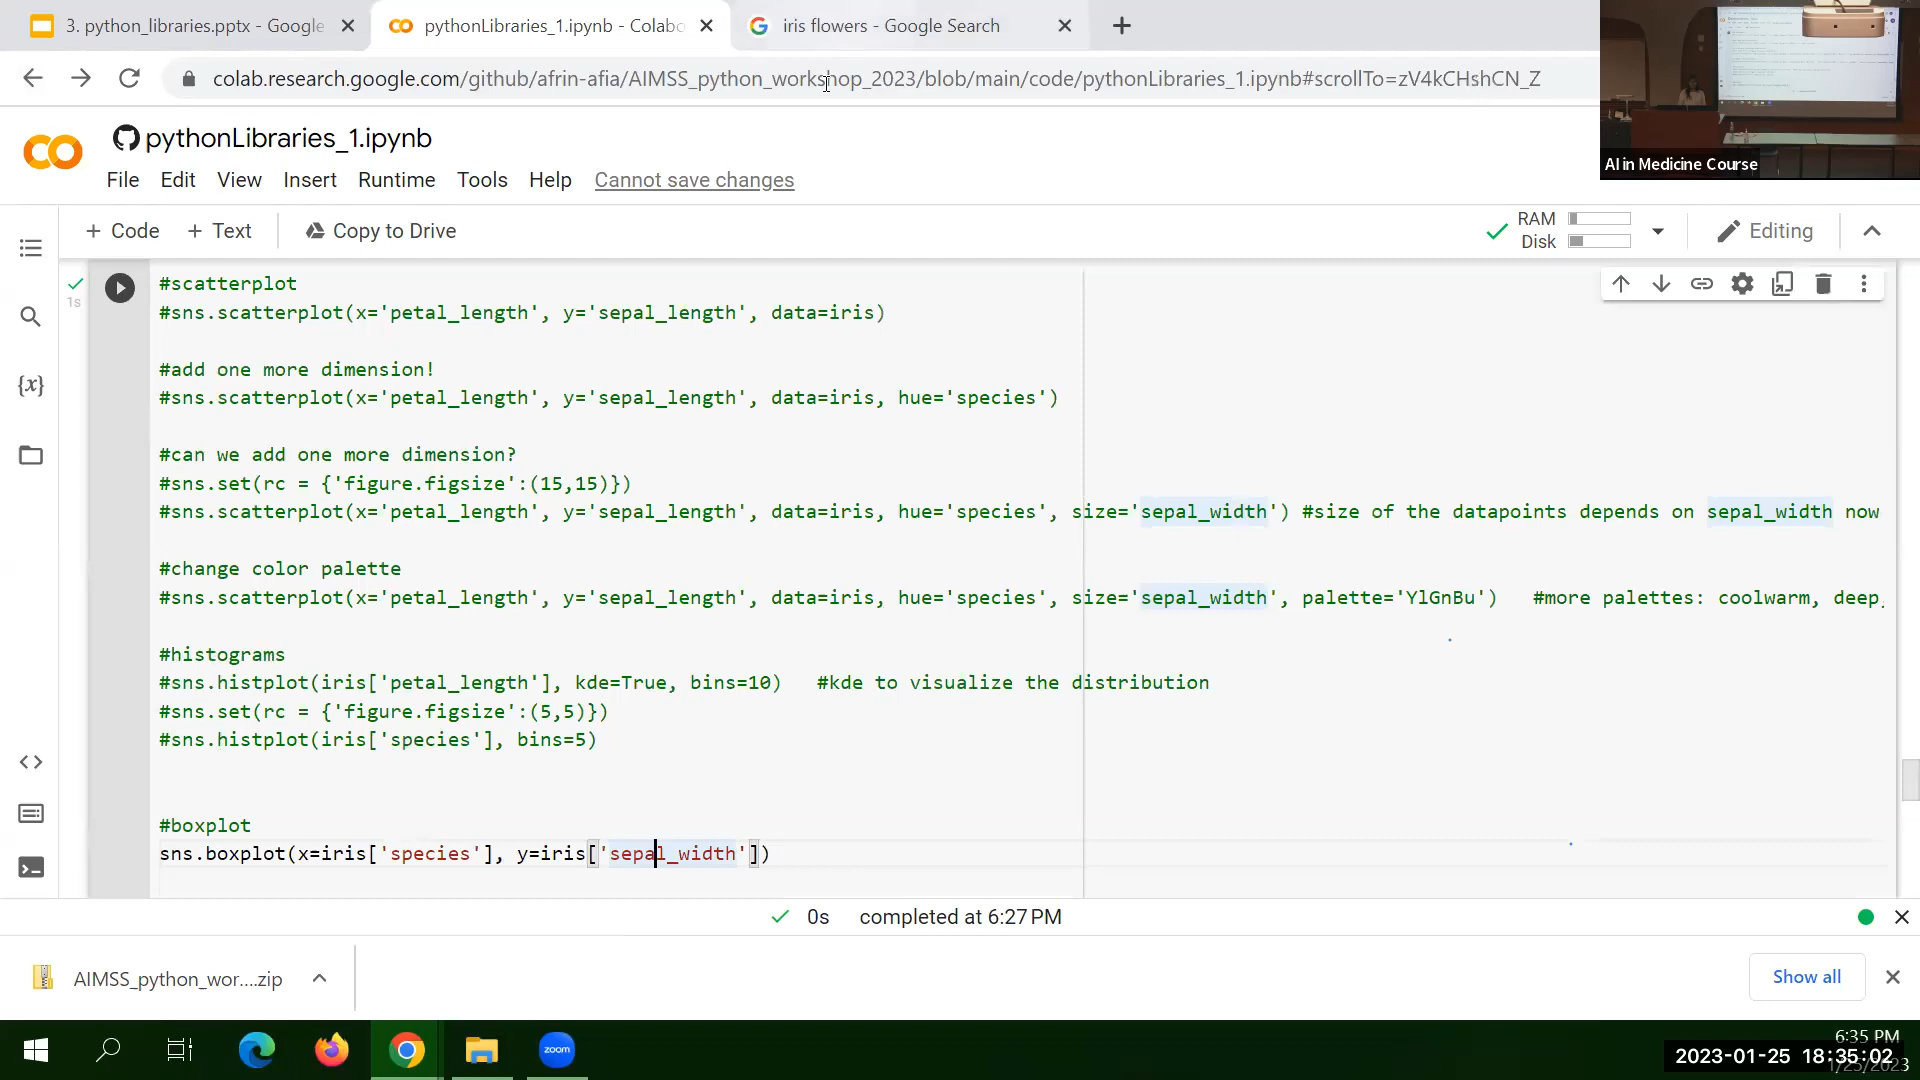 3. python_libraries.pptx - Google
pythonLibraries_1.ipynb - Colabo
iris flowers - Google Search
colab.research.google.com/github/afrin-afia/AIMSS_python_workshop_2023/blob/main/code/pythonLibraries_1.ipynb#scrollTo=zV4kCHshCN_Z
AI in Medicine Course
pythonLibraries_1.ipynb
File Edit View Insert Runtime Tools Help Cannot save changes
+ Code + Text Copy to Drive
RAM
Disk
Editing
1s
#scatterplot
#sns.scatterplot(x='petal_length', y='sepal_length', data=iris)
#add one more dimension!
#sns.scatterplot(x='petal_length', y='sepal_length', data=iris, hue='species')
#can we add one more dimension?
#sns.set(rc = {'figure.figsize':(15,15)})
#sns.scatterplot(x='petal_length', y='sepal_length', data=iris, hue='species', size='sepal_width') #size of the datapoints depends on sepal_width now
#change color palette
#sns.scatterplot(x='petal_length', y='sepal_length', data=iris, hue='species', size='sepal_width', palette='YlGnBu')   #more palettes: coolwarm, deep,
#histograms
#sns.histplot(iris['petal_length'], kde=True, bins=10)   #kde to visualize the distribution
#sns.set(rc = {'figure.figsize':(5,5)})
#sns.histplot(iris['species'], bins=5)
#boxplot
sns.boxplot(x=iris['species'], y=iris['sepal_width'])
{x}
0s completed at 6:27 PM
AIMSS_python_wor....zip
Show all
zoom
6:35 PM
2023-01-25 18:35:02